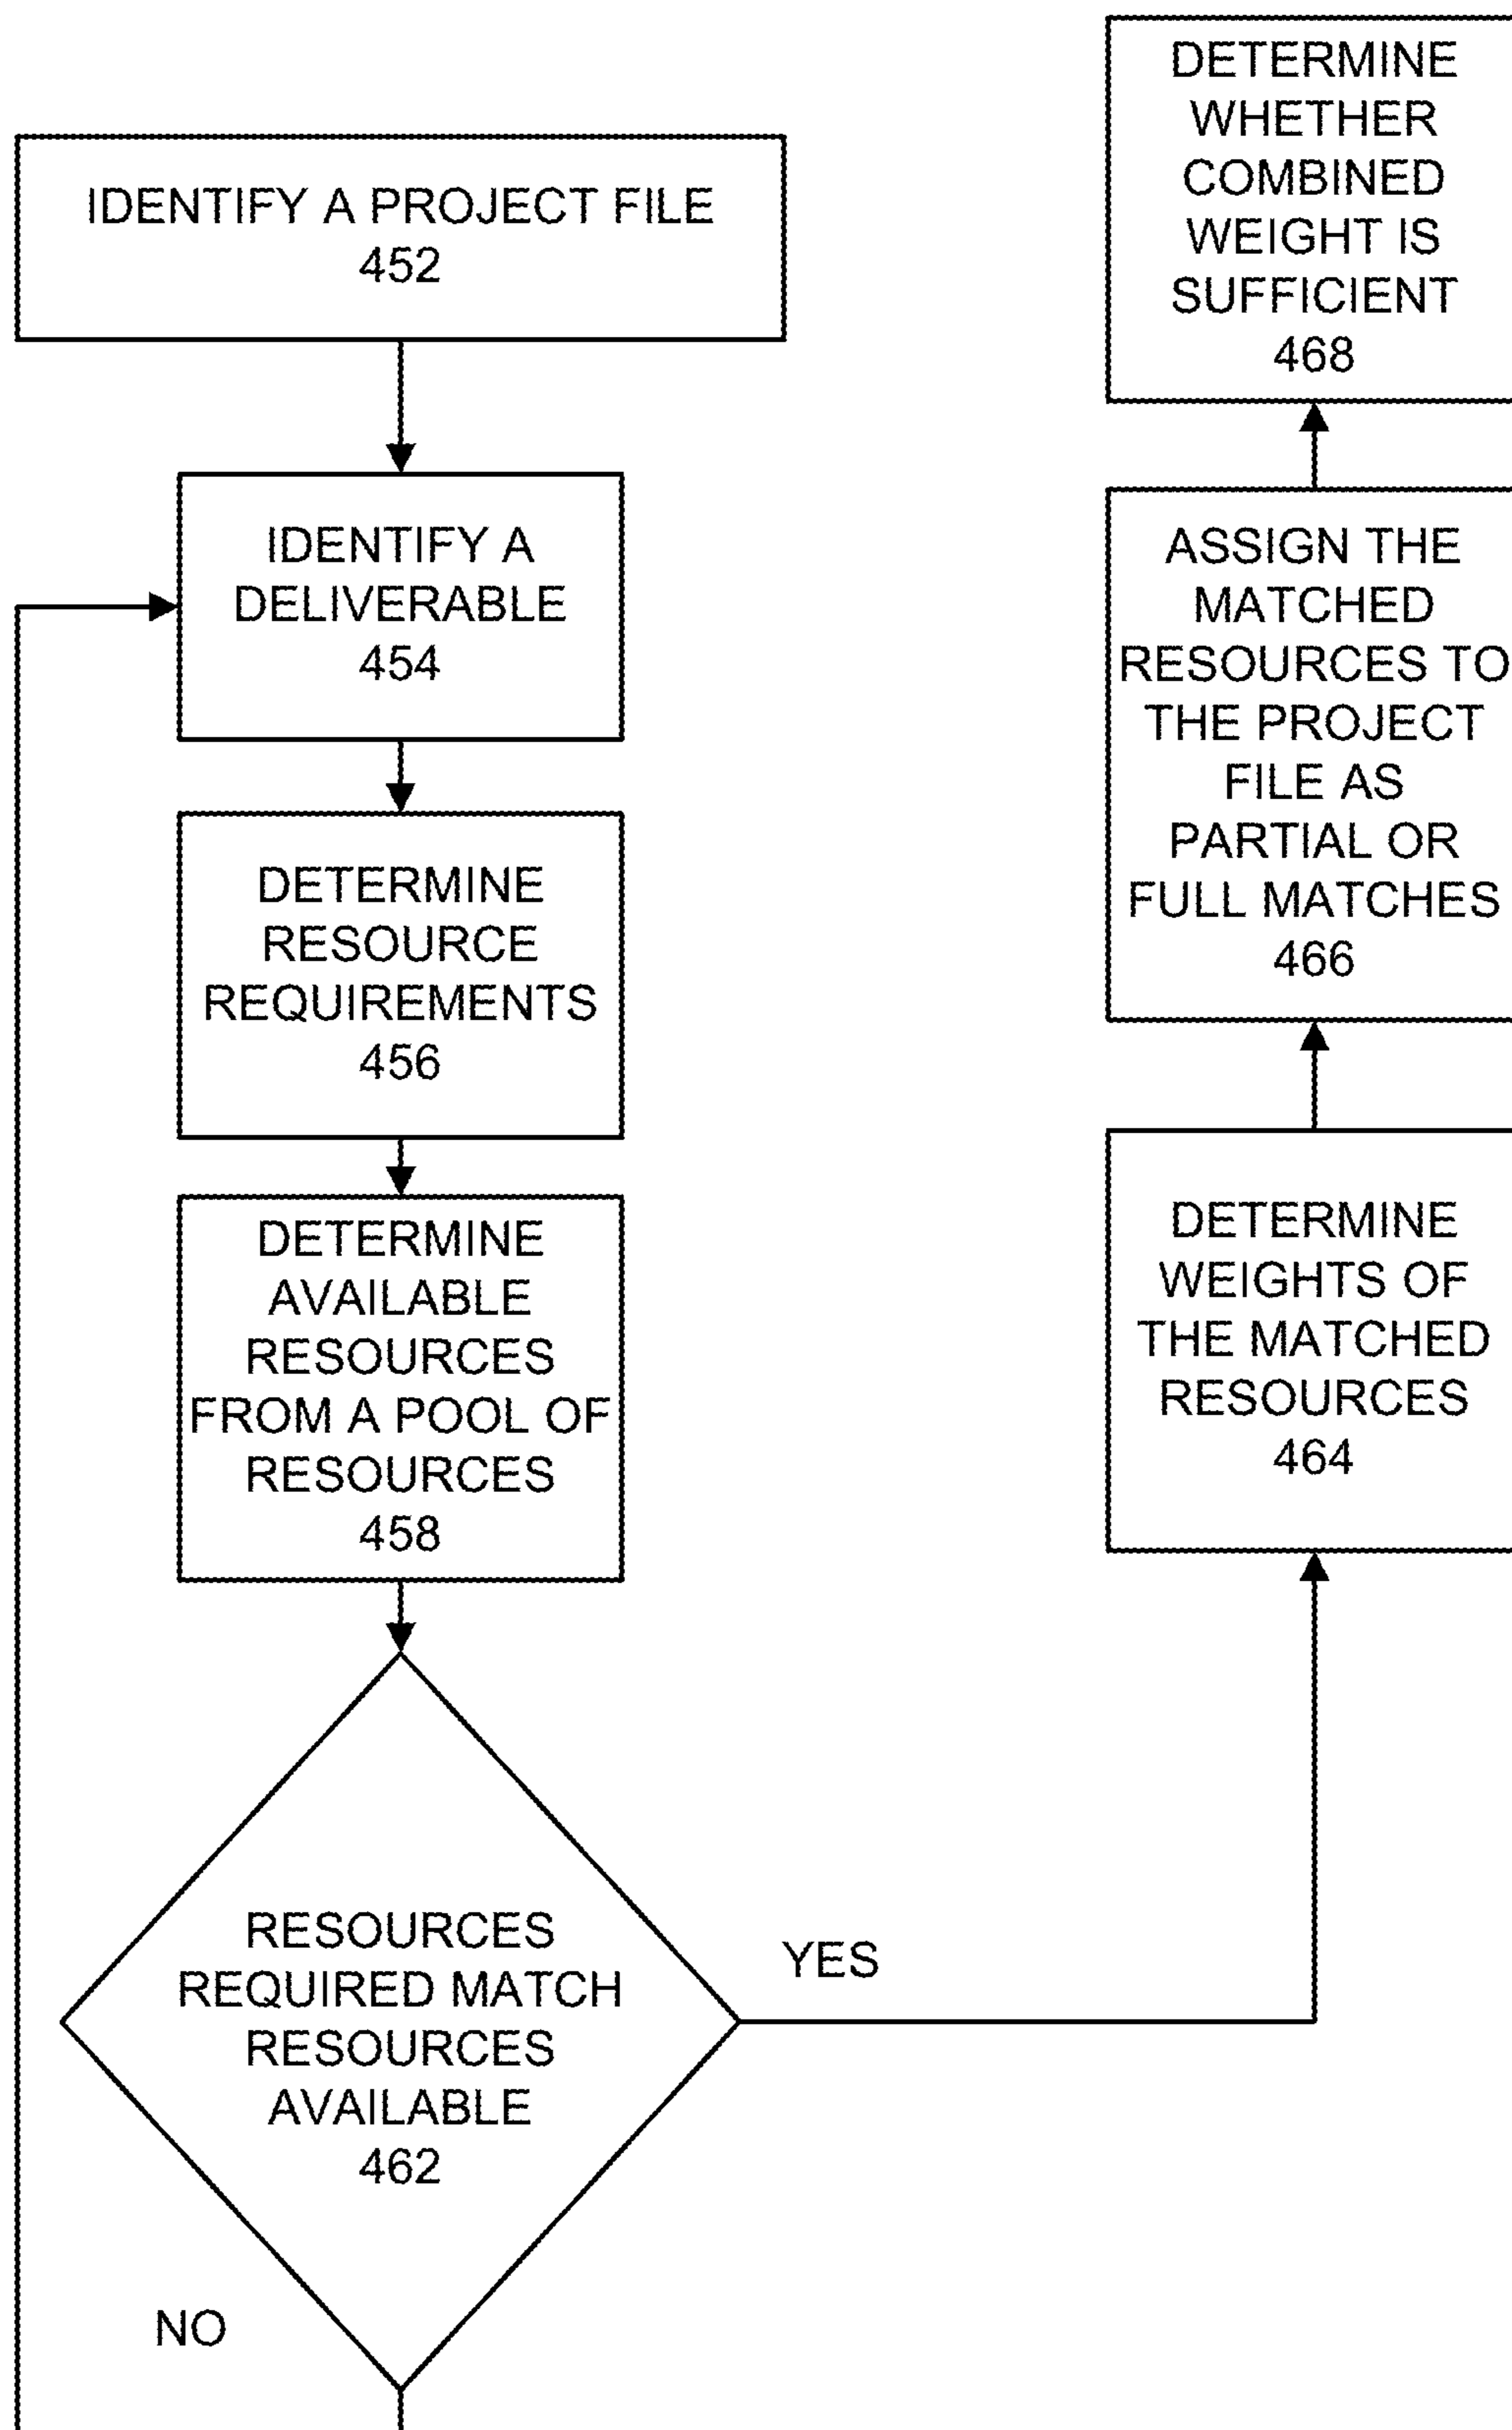 IDENTIFY A PROJECT FILE
452
IDENTIFY A
DELIVERABLE
454
DETERMINE
RESOURCE
REQUIREMENTS
456
DETERMINE
AVAILABLE
RESOURCES
FROM A POOL OF
RESOURCES
458
RESOURCES
REQUIRED MATCH
RESOURCES
AVAILABLE
462
NO
YES
DETERMINE
WEIGHTS OF
THE MATCHED
RESOURCES
464
ASSIGN THE
MATCHED
RESOURCES TO
THE PROJECT
FILE AS
PARTIAL OR
FULL MATCHES
466
DETERMINE
WHETHER
COMBINED
WEIGHT IS
SUFFICIENT
468